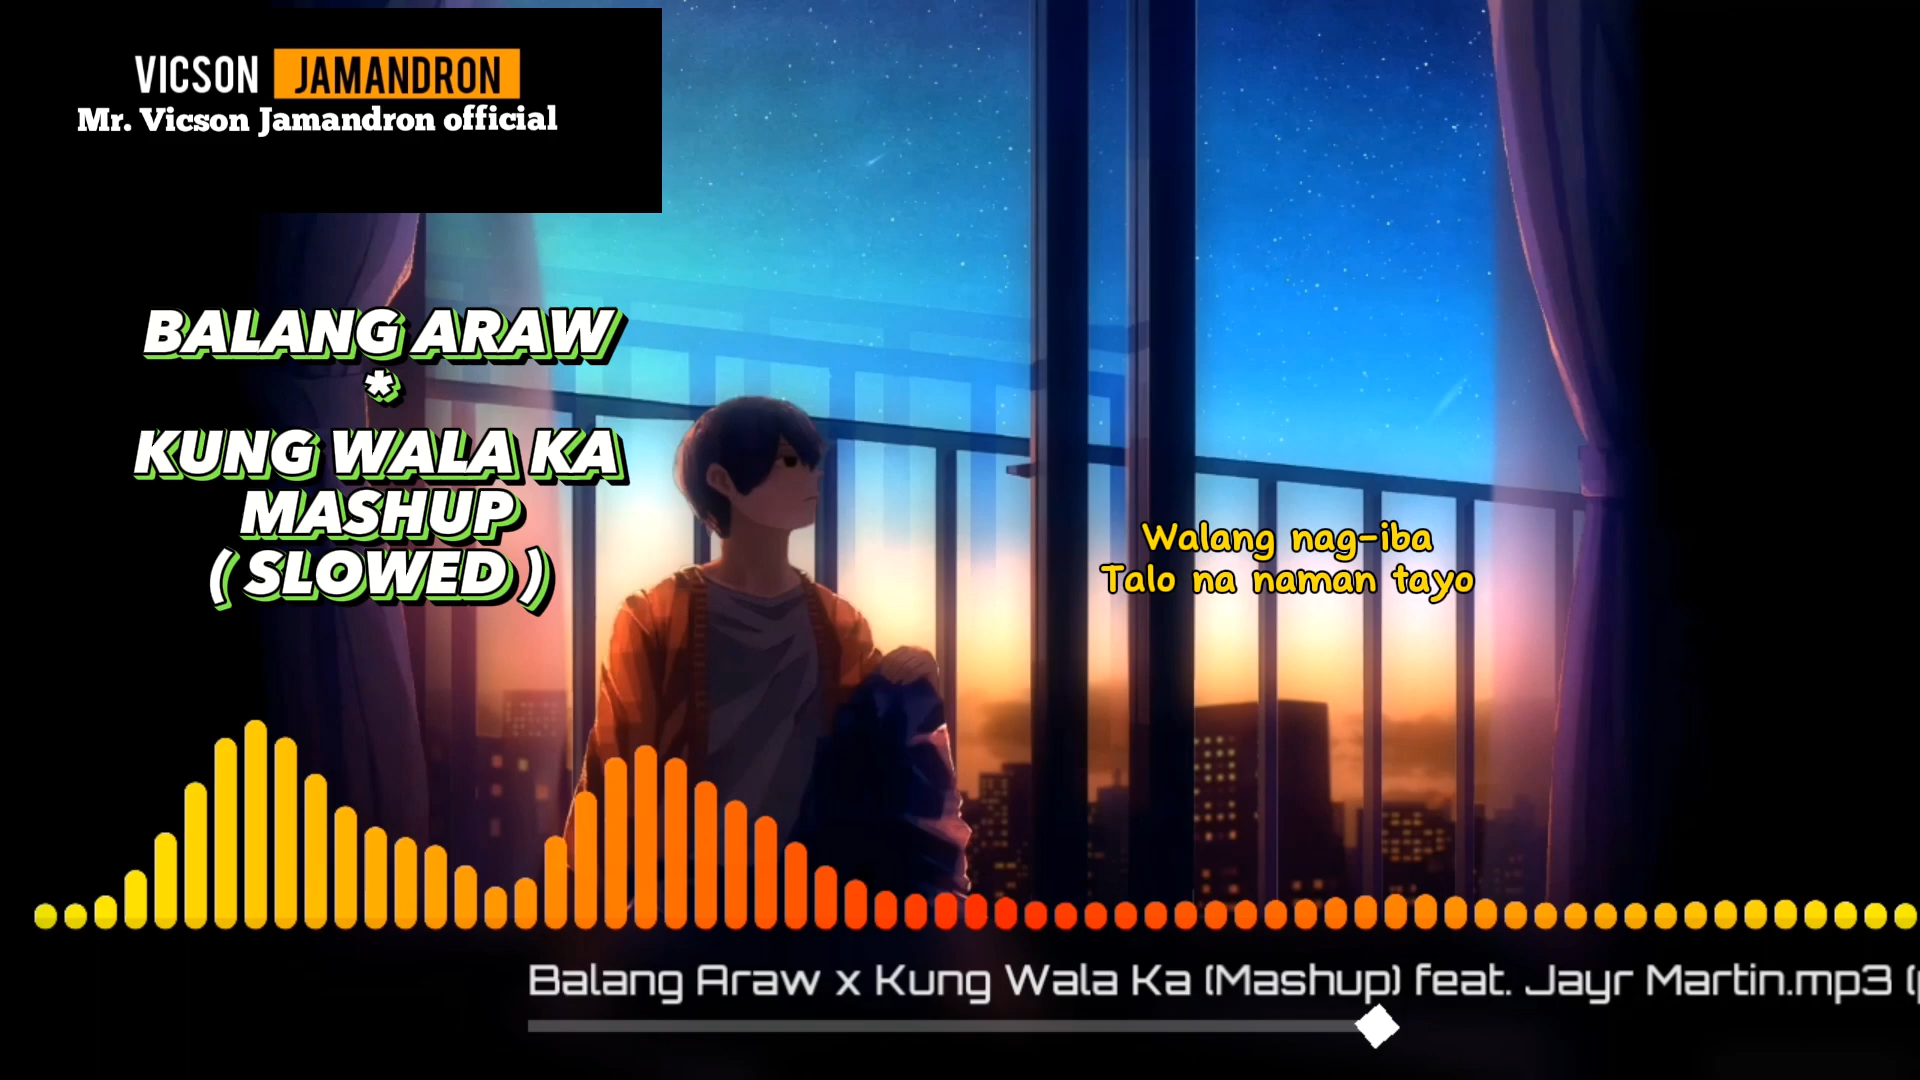 VICSON JAMANDRON
Mr. Vicson Jamandron official
BALANG ARAW
*
KUNG WALA KA
MASHUP
( SLOWED )
Walang nag-iba
Talo na naman tayo
Balang Araw x Kung Wala Ka (Mashup) feat. Jayr Martin.mp3 (